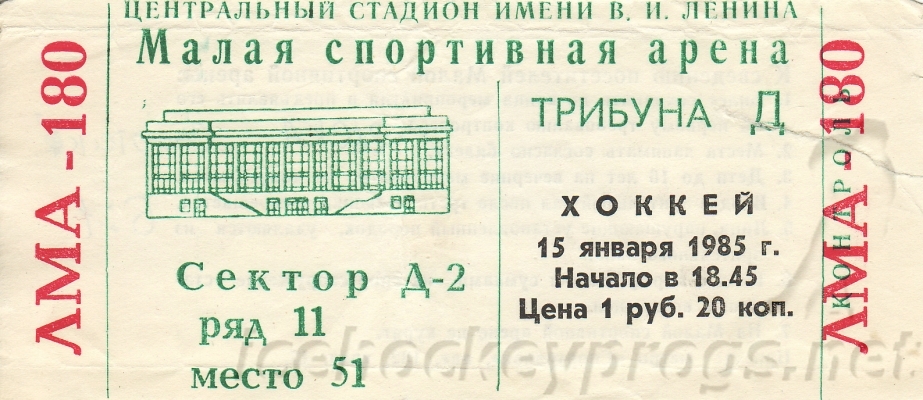 ЦЕНТРАЛЬНЫЙ СТАДИОН ИМЕНИ В. И. ЛЕНИНА
Малая спортивная арена
ЛМА-180
ТРИБУНА Д
ХОККЕЙ
15 января 1985 г.
Начало в 18.45
Цена 1 руб. 20 коп.
Сектор Д-2
ряд 11
место 51
ЛМА-180
КОНТРОЛЬ
icehockeyprogs.net